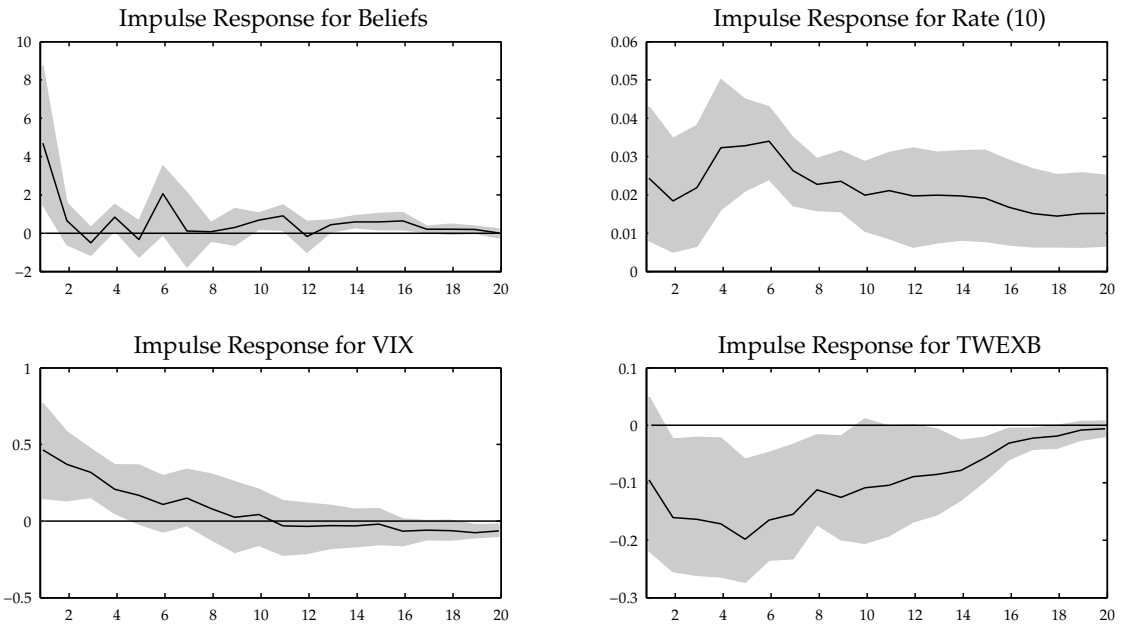 Impulse Response for Beliefs
10
8
6
4
2
0
−2
2 4 6 8 10 12 14 16 18 20
Impulse Response for Rate (10)
0.06
0.05
0.04
0.03
0.02
0.01
0
2 4 6 8 10 12 14 16 18 20
Impulse Response for VIX
1
0.5
0
−0.5
2 4 6 8 10 12 14 16 18 20
Impulse Response for TWEXB
0.1
0
−0.1
−0.2
−0.3
2 4 6 8 10 12 14 16 18 20